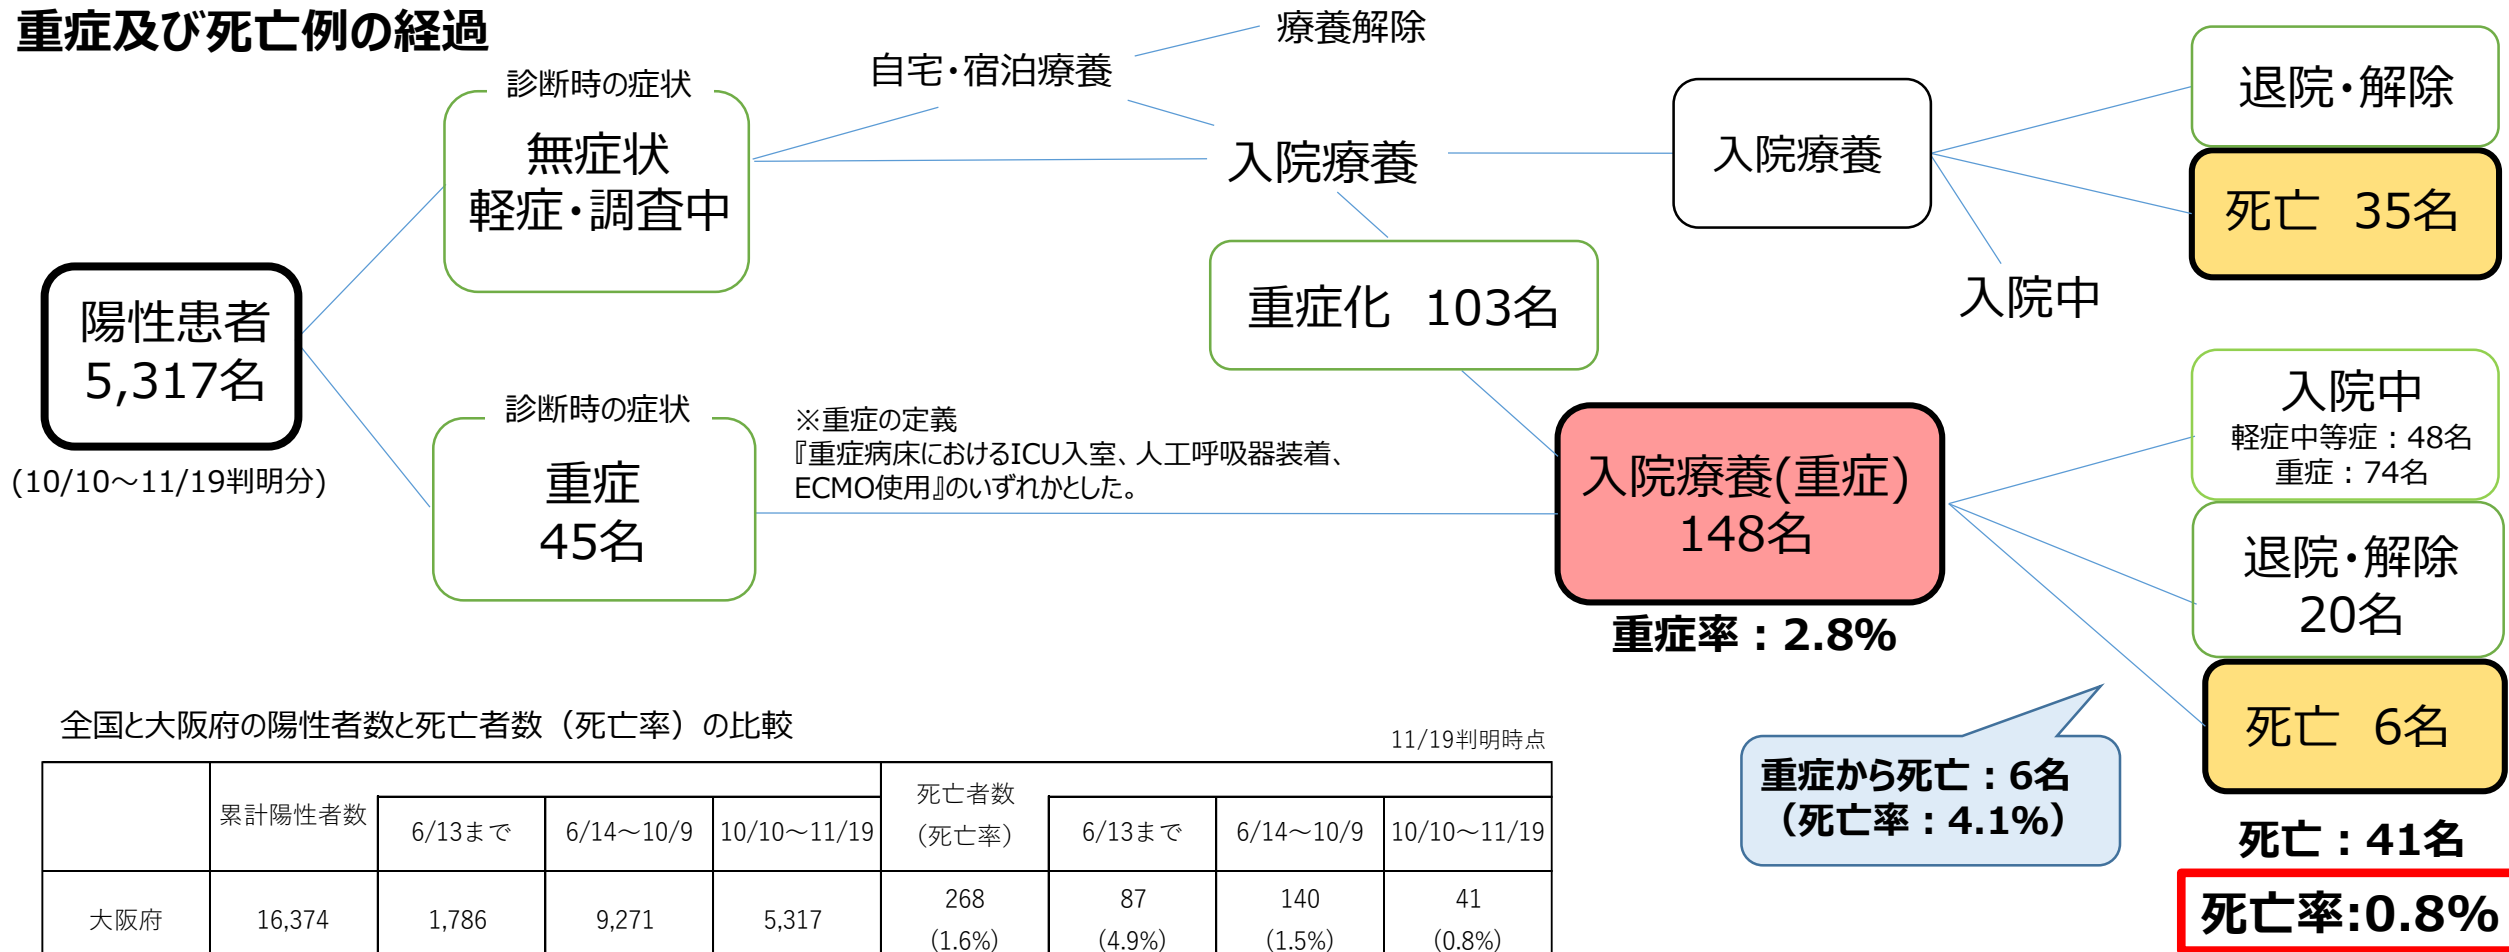 重症及び死亡例の経過
療養解除
自宅・宿泊療養
診断時の症状
無症状
軽症・調査中
入院療養
入院療養
退院・解除
死亡 35名
入院中
陽性患者
5,317名
(10/10～11/19判明分)
重症化 103名
診断時の症状
重症
45名
※重症の定義
『重症病床におけるICU入室、人工呼吸器装着、
ECMO使用』のいずれかとした。
入院療養(重症)
148名
重症率：2.8%
入院中
軽症中等症：48名
重症：74名
退院・解除
20名
死亡 6名
重症から死亡：6名
（死亡率：4.1%）
死亡：41名
死亡率:0.8%
全国と大阪府の陽性者数と死亡者数（死亡率）の比較
11/19判明時点
累計陽性者数 6/13まで 6/14～10/9 10/10～11/19 死亡者数 6/13まで 6/14～10/9 10/10～11/19
（死亡率）
大阪府 16,374 1,786 9,271 5,317 268 87 140 41
(1.6%) (4.9%) (1.5%) (0.8%)